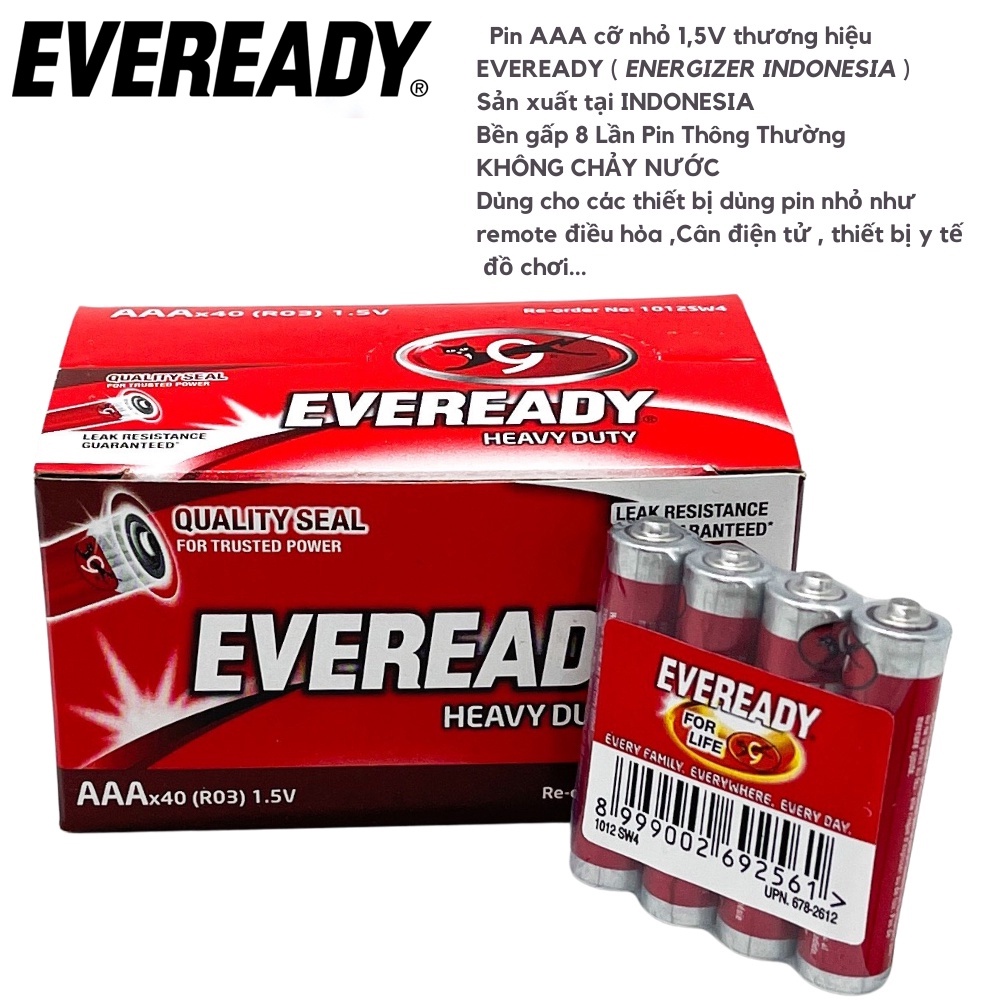 EVEREADY®
Pin AAA cỡ nhỏ 1,5V thương hiệu
EVEREADY ( ENERGIZER INDONESIA )
Sản xuất tại INDONESIA
Bền gấp 8 Lần Pin Thông Thường
KHÔNG CHẢY NƯỚC
Dùng cho các thiết bị dùng pin nhỏ như
remote điều hòa ,Cân điện tử , thiết bị y tế
đồ chơi...
AAAx40 (R03) 1.5V
Re-order No: 1012SW4
9
QUALITY SEAL
FOR TRUSTED POWER
LEAK RESISTANCE
GUARANTEED*
EVEREADY®
HEAVY DUTY
QUALITY SEAL
FOR TRUSTED POWER
LEAK RESISTANCE
RANTEED*
9
EVEREAD
HEAVY DU
AAAx40 (R03) 1.5V
Re-o
EVEREADY
FOR
LIFE
9
EVERY FAMILY. EVERYWHERE. EVERY DAY.
8 999002 692561 >
1012 SW4
UPN. 678-2612